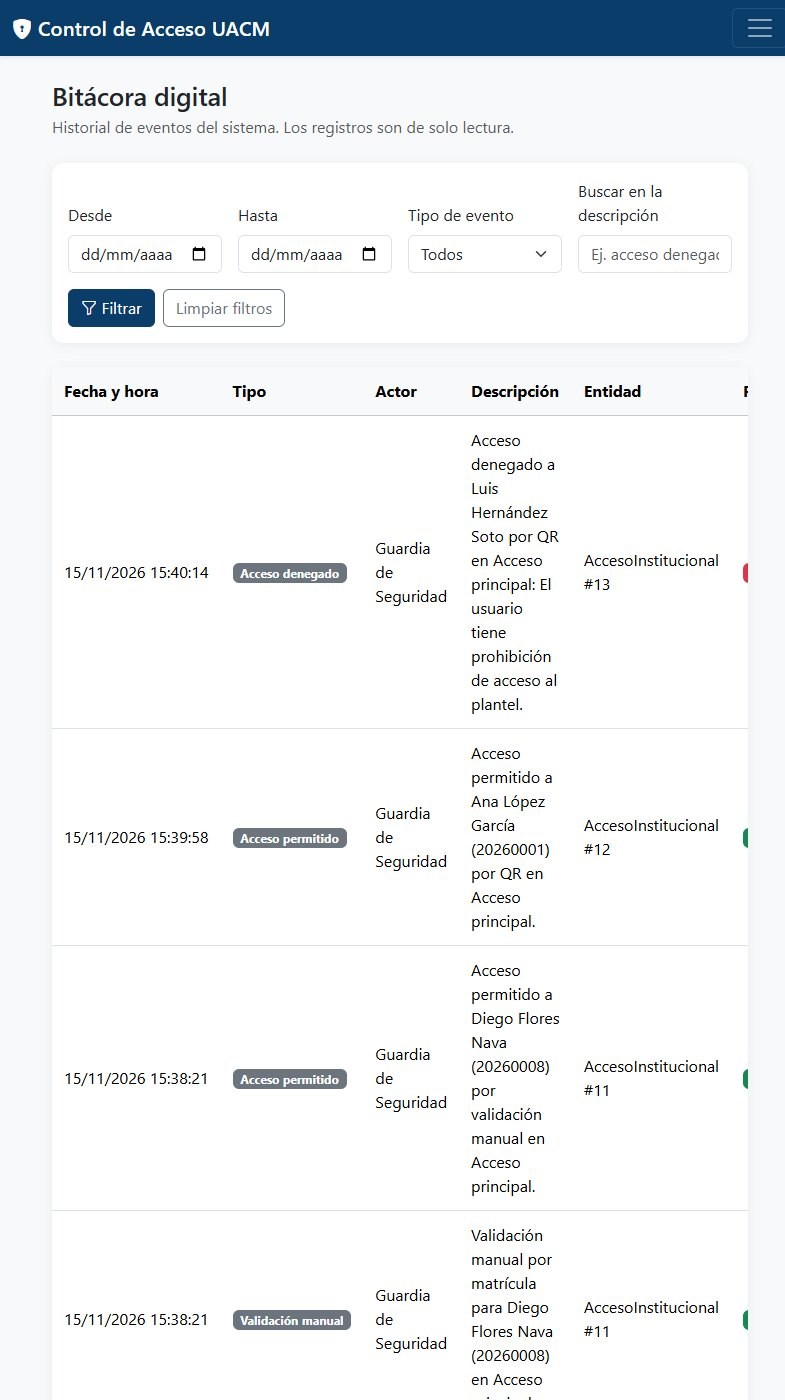 Control de Acceso UACM
Bitácora digital
Historial de eventos del sistema. Los registros son de solo lectura.
Desde
Hasta
Tipo de evento
Buscar en la
descripción
dd/mm/aaaa
dd/mm/aaaa
Todos
Ej. acceso denegac
Filtrar
Limpiar filtros
Fecha y hora Tipo Actor Descripción Entidad
15/11/2026 15:40:14
Acceso denegado
Guardia
de
Seguridad
Acceso
denegado a
Luis
Hernández
Soto por QR
en Acceso
principal: El
usuario
tiene
prohibición
de acceso al
plantel.
AccesoInstitucional
#13
15/11/2026 15:39:58
Acceso permitido
Guardia
de
Seguridad
Acceso
permitido a
Ana López
García
(20260001)
por QR en
Acceso
principal.
AccesoInstitucional
#12
15/11/2026 15:38:21
Acceso permitido
Guardia
de
Seguridad
Acceso
permitido a
Diego Flores
Nava
(20260008)
por
validación
manual en
Acceso
principal.
AccesoInstitucional
#11
15/11/2026 15:38:21
Validación manual
Guardia
de
Seguridad
Validación
manual por
matrícula
para Diego
Flores Nava
(20260008)
en Acceso
AccesoInstitucional
#11